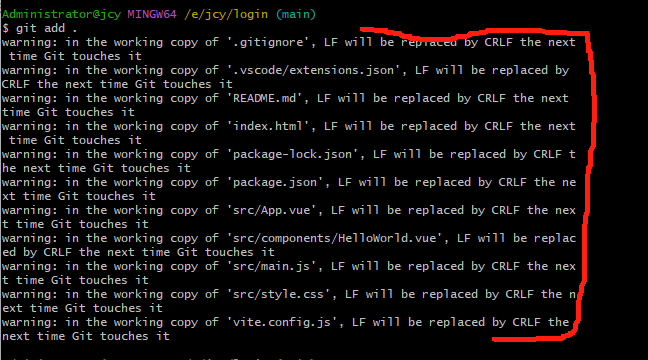 Administrator@jcy MINGW64 /e/jcy/login (main)
$ git add .
warning: in the working copy of '.gitignore', LF will be replaced by CRLF the next
 time Git touches it
warning: in the working copy of '.vscode/extensions.json', LF will be replaced by
CRLF the next time Git touches it
warning: in the working copy of 'README.md', LF will be replaced by CRLF the next
time Git touches it
warning: in the working copy of 'index.html', LF will be replaced by CRLF the next
 time Git touches it
warning: in the working copy of 'package-lock.json', LF will be replaced by CRLF t
he next time Git touches it
warning: in the working copy of 'package.json', LF will be replaced by CRLF the ne
xt time Git touches it
warning: in the working copy of 'src/App.vue', LF will be replaced by CRLF the nex
t time Git touches it
warning: in the working copy of 'src/components/HelloWorld.vue', LF will be replac
ed by CRLF the next time Git touches it
warning: in the working copy of 'src/main.js', LF will be replaced by CRLF the nex
t time Git touches it
warning: in the working copy of 'src/style.css', LF will be replaced by CRLF the n
ext time Git touches it
warning: in the working copy of 'vite.config.js', LF will be replaced by CRLF the
next time Git touches it